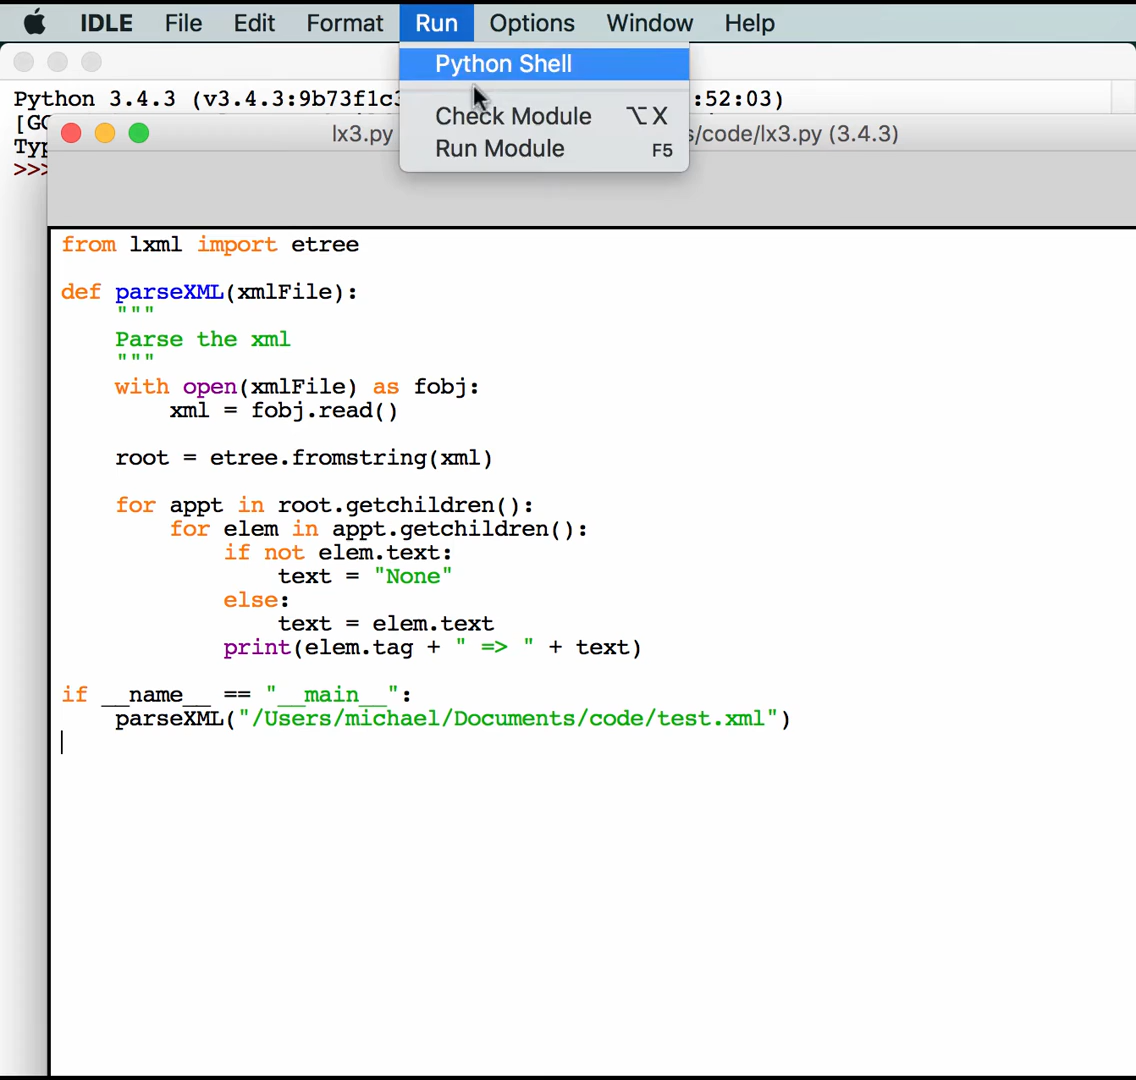 IDLE File Edit Format Run Options Window Help
Python Shell
Python 3.4.3 (v3.4.3:9b73f1c3 :52:03)
Check Module ⌥X
[GC
lx3.py s/code/lx3.py (3.4.3)
Typ
Run Module F5
>>>
from lxml import etree
def parseXML(xmlFile):
"""
Parse the xml
"""
with open(xmlFile) as fobj:
xml = fobj.read()
root = etree.fromstring(xml)
for appt in root.getchildren():
for elem in appt.getchildren():
if not elem.text:
text = "None"
else:
text = elem.text
print(elem.tag + " => " + text)
if __name__ == "__main__":
parseXML("/Users/michael/Documents/code/test.xml")